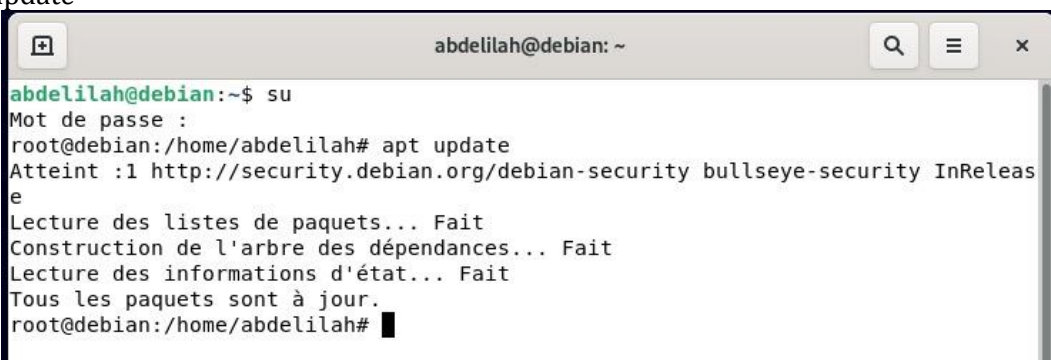 update
abdelilah@debian: ~
abdelilah@debian:~$ su
Mot de passe :
root@debian:/home/abdelilah# apt update
Atteint :1 http://security.debian.org/debian-security bullseye-security InReleas
e
Lecture des listes de paquets... Fait
Construction de l'arbre des dépendances... Fait
Lecture des informations d'état... Fait
Tous les paquets sont à jour.
root@debian:/home/abdelilah#